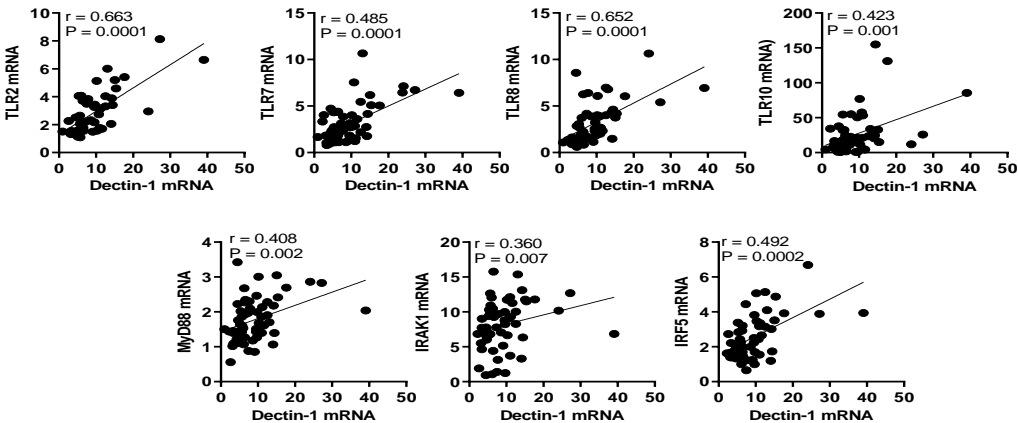 r = 0.663
P = 0.0001
TLR2 mRNA
10
8
6
4
2
0
0 10 20 30 40 50
Dectin-1 mRNA
r = 0.485
P = 0.0001
TLR7 mRNA
15
10
5
0
0 10 20 30 40 50
Dectin-1 mRNA
r = 0.652
P = 0.0001
TLR8 mRNA
15
10
5
0
0 10 20 30 40 50
Dectin-1 mRNA
r = 0.423
P = 0.001
TLR10 mRNA)
200
150
100
50
0
0 10 20 30 40 50
Dectin-1 mRNA
r = 0.408
P = 0.002
MyD88 mRNA
4
3
2
1
0
0 10 20 30 40 50
Dectin-1 mRNA
r = 0.360
P = 0.007
IRAK1 mRNA
20
15
10
5
0
0 10 20 30 40 50
Dectin-1 mRNA
r = 0.492
P = 0.0002
IRF5 mRNA
8
6
4
2
0
0 10 20 30 40 50
Dectin-1 mRNA